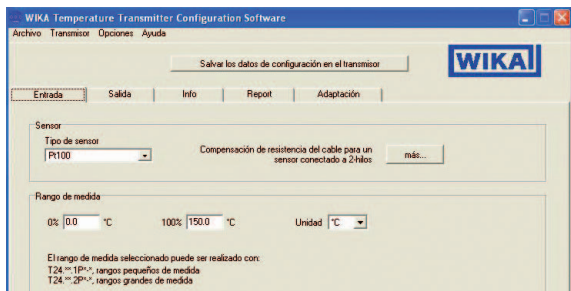 WIKA Temperature Transmitter Configuration Software
Archivo Transmisor Opciones Ayuda
Salvar los datos de configuración en el transmisor
WIKA
Entrada Salida Info Report Adaptación
Sensor
Tipo de sensor
Pt100
Compensación de resistencia del cable para un
sensor conectado a 2-hilos
más...
Rango de medida
0% 0.0 °C 100% 150.0 °C Unidad °C
El rango de medida seleccionado puede ser realizado con:
T24.**.1P*-*, rangos pequeños de medida
T24.**.2P*-*, rangos grandes de medida